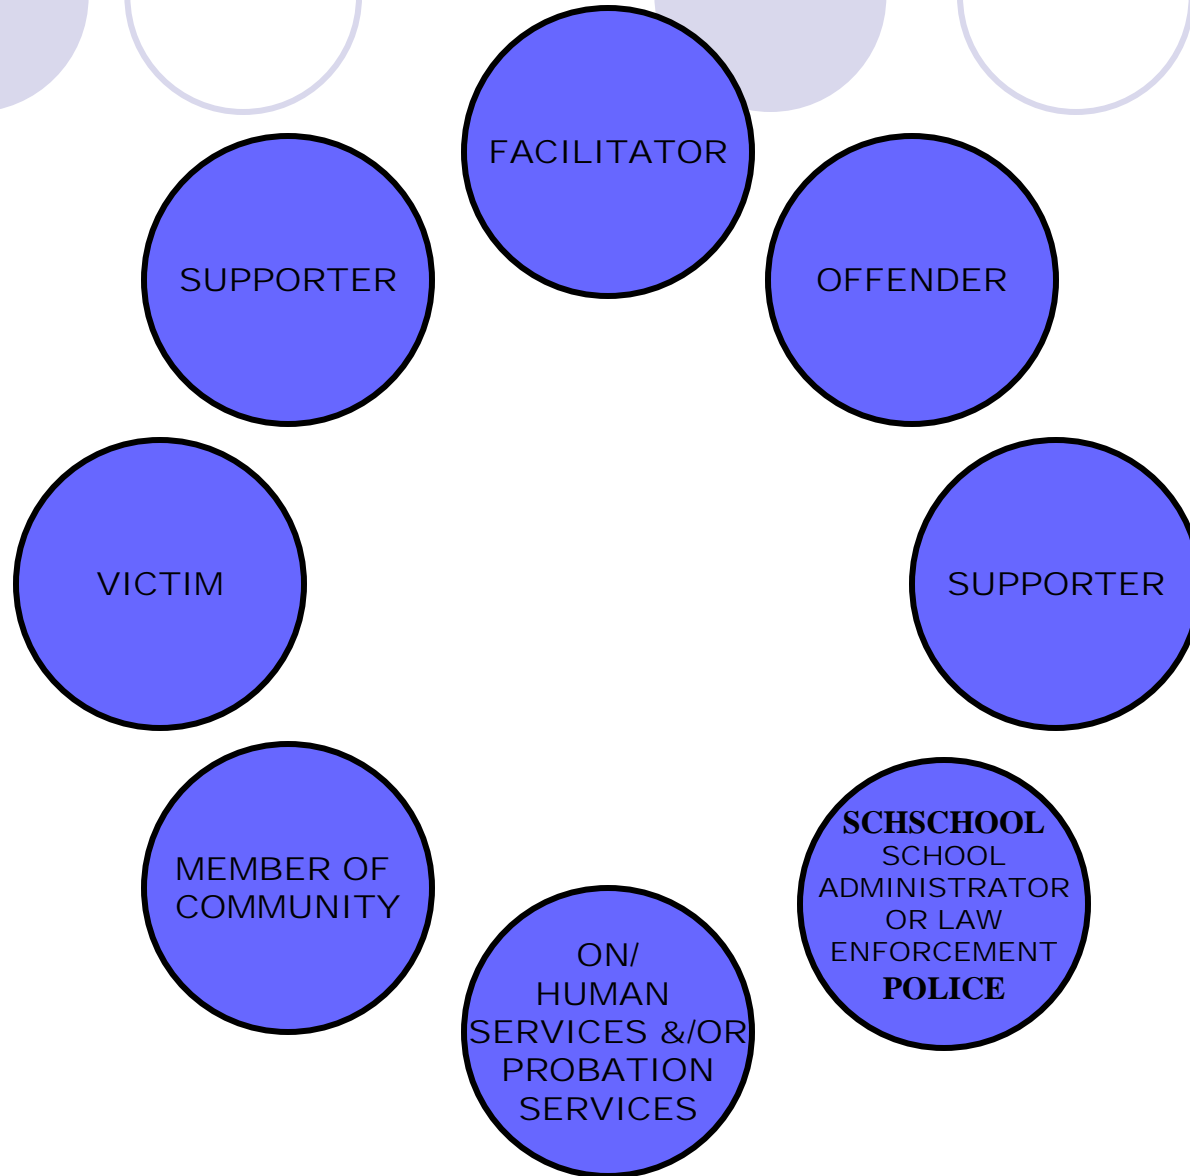 FACILITATOR
SUPPORTER
OFFENDER
VICTIM
SUPPORTER
MEMBER OF
COMMUNITY
SCHSCHOOL
SCHOOL
ADMINISTRATOR
OR LAW
ENFORCEMENT
POLICE
ON/
HUMAN
SERVICES &/OR
PROBATION
SERVICES